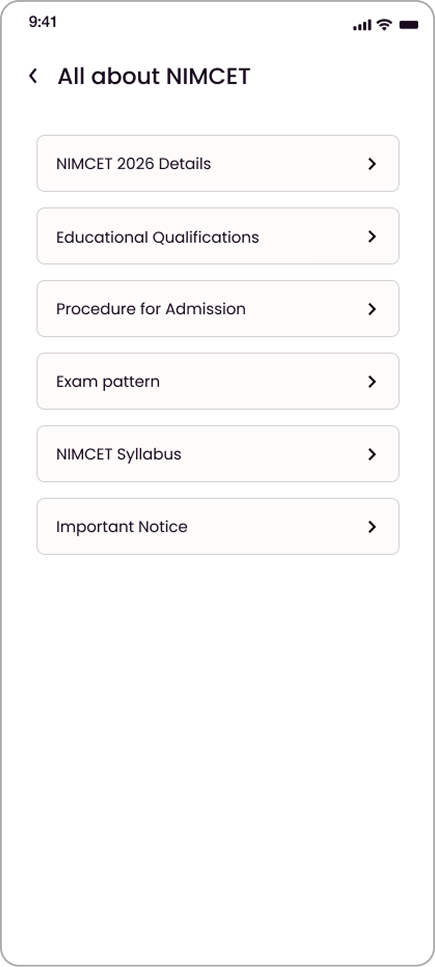 9:41
All about NIMCET
NIMCET 2026 Details
Educational Qualifications
Procedure for Admission
Exam pattern
NIMCET Syllabus
Important Notice